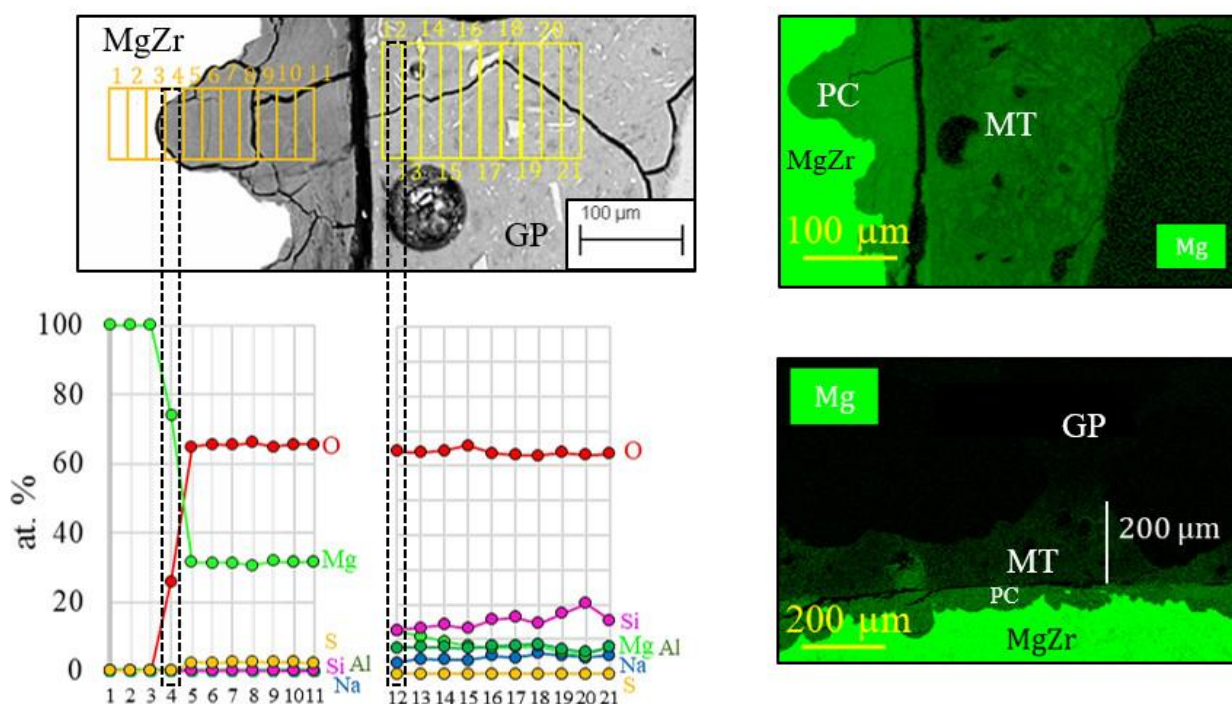 MgZr
1 2 3 4 5 6 7 8 9 10 11
12 14 16 18 20
13 15 17 19 21
GP
100 µm
PC
MT
MgZr
100 µm
Mg
100
80
60
40
20
0
at. %
O
Mg
S
Si Al
Na
1 2 3 4 5 6 7 8 9 10 11
O
Si
Mg Al
Na
S
12 13 14 15 16 17 18 19 20 21
Mg
GP
200 µm
MT
PC
200 µm
MgZr